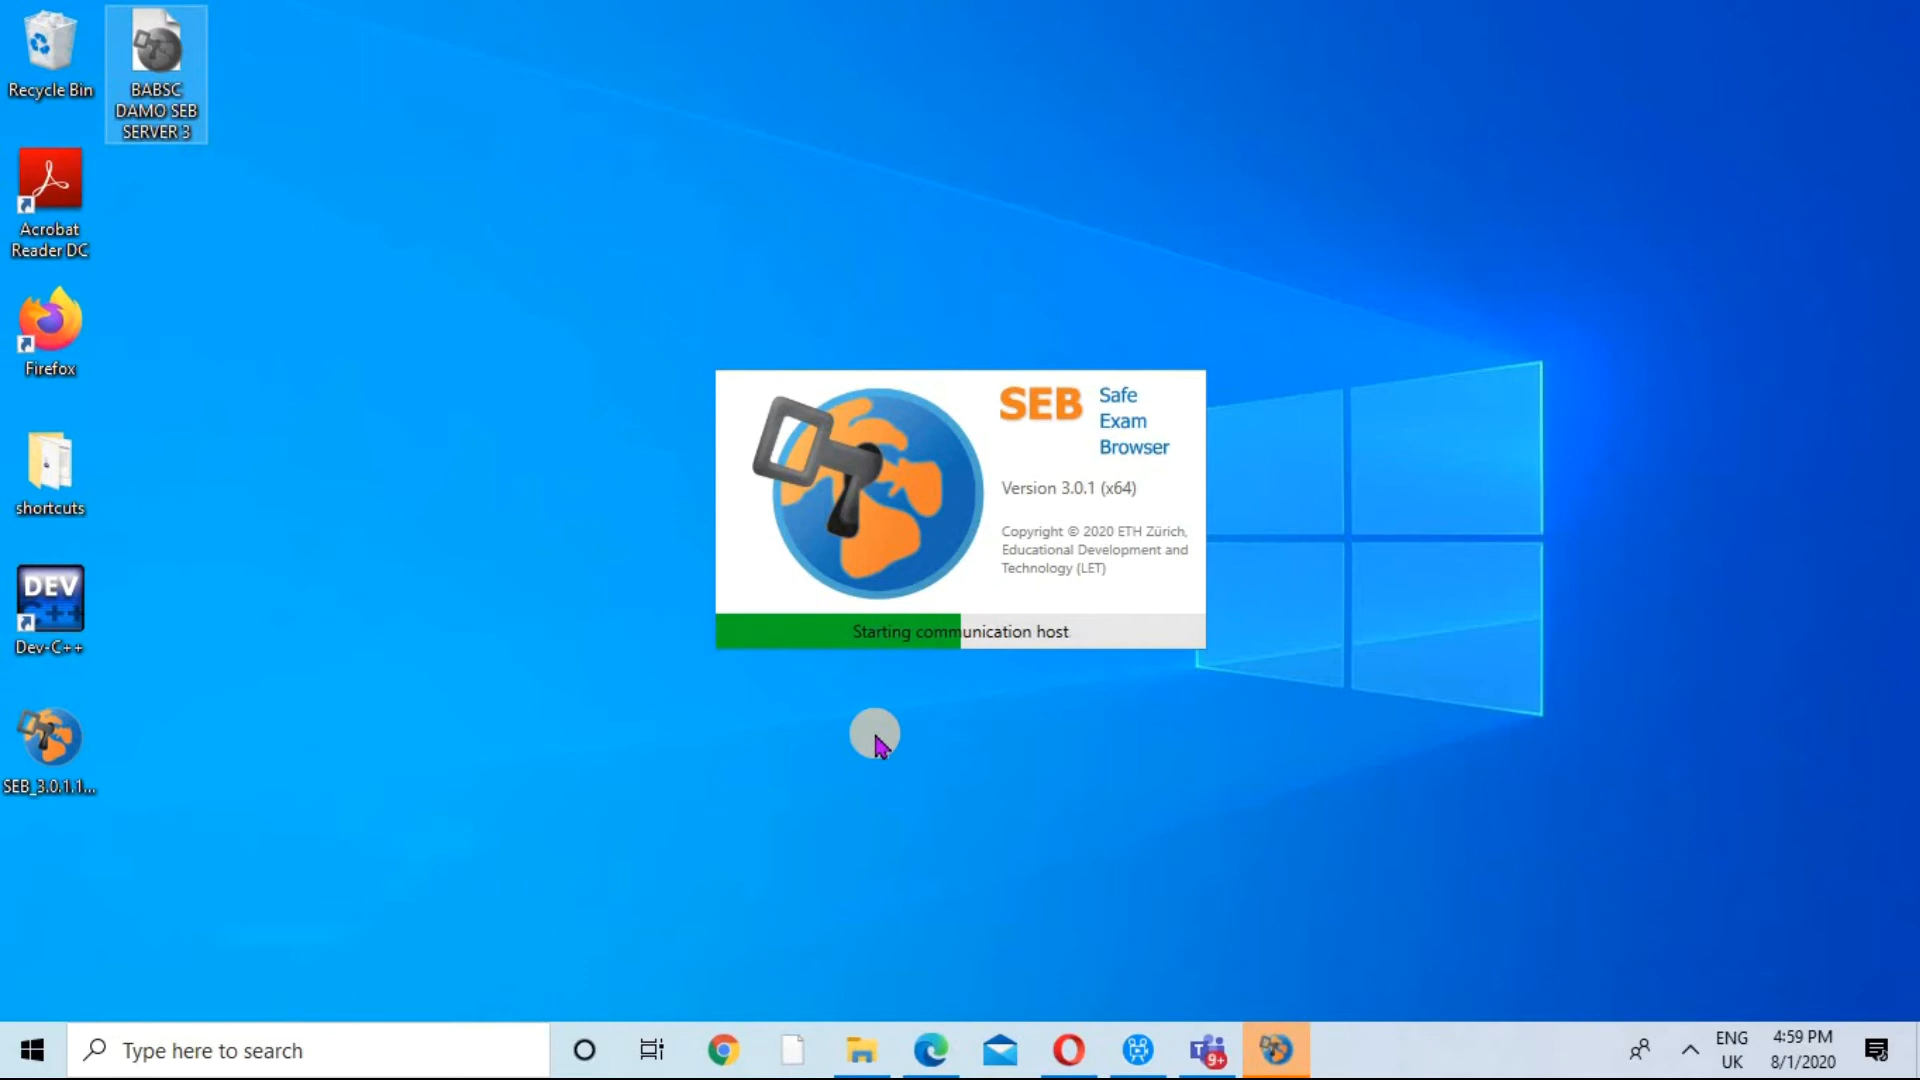 Recycle Bin
BABSC
DAMO SEB
SERVER 3
Acrobat
Reader DC
Firefox
shortcuts
DEV
C++
Dev-C++
SEB_3.0.1.1...
SEB Safe
Exam
Browser
Version 3.0.1 (x64)
Copyright © 2020 ETH Zürich,
Educational Development and
Technology (LET)
Starting communication host
Type here to search
T
9+
ENG
UK
4:59 PM
8/1/2020